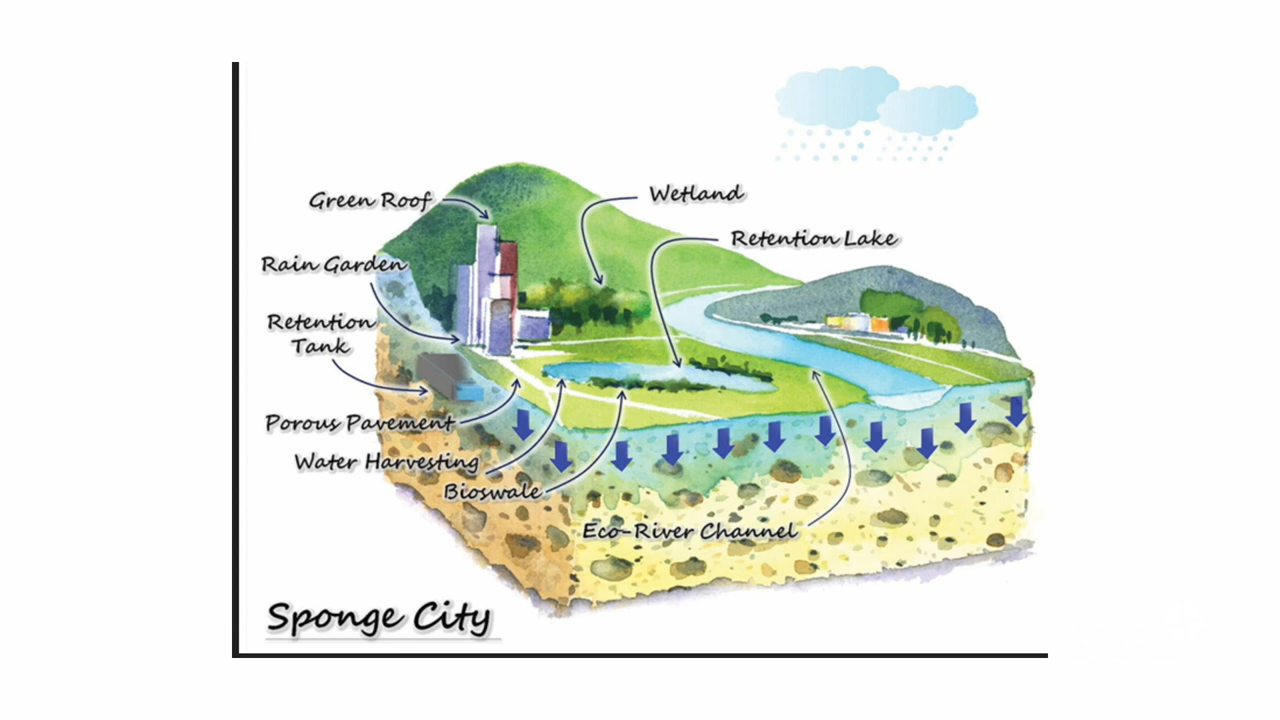 Green Roof
Wetland
Retention Lake
Rain Garden
Retention
Tank
Porous Pavement
Water Harvesting
Bioswale
Eco-River Channel
Sponge City